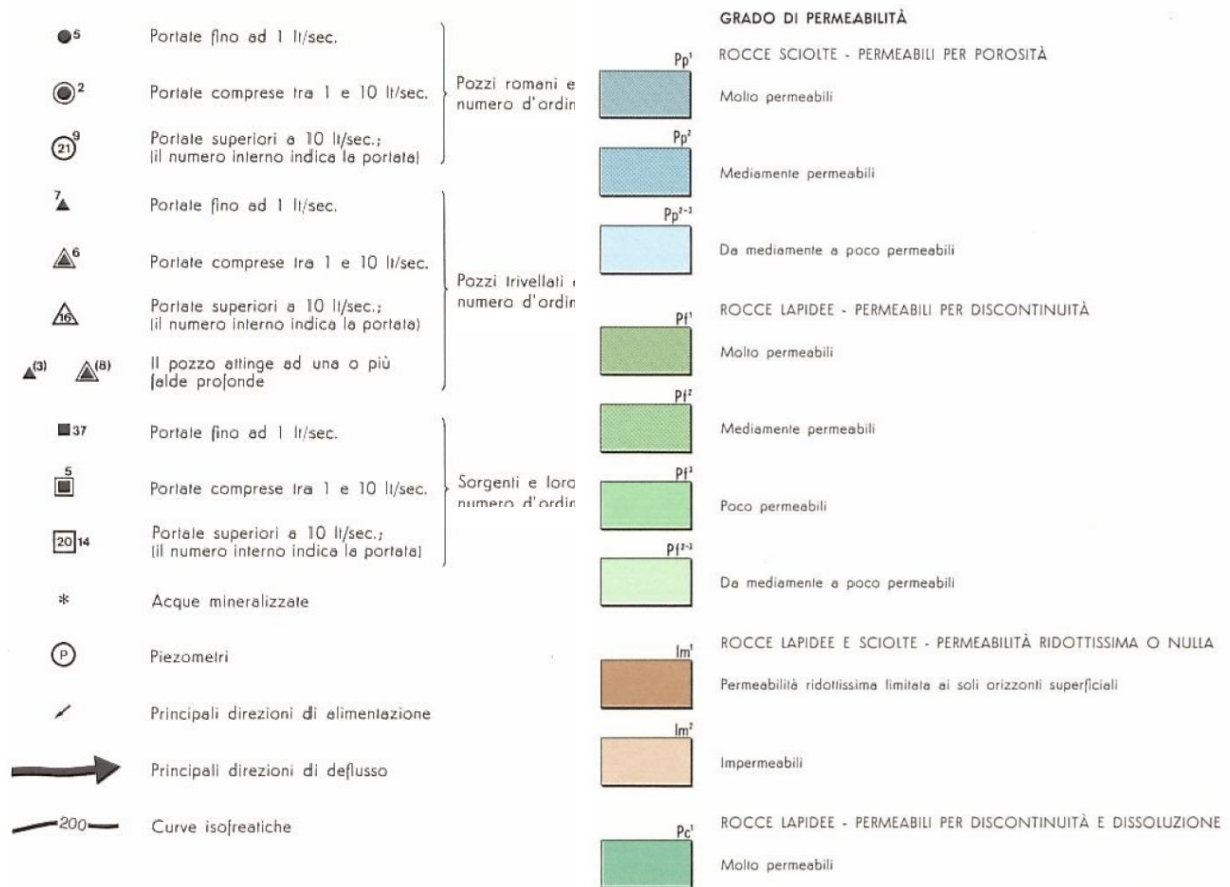 5
Portate fino ad 1 lt/sec.
2
Portate comprese tra 1 e 10 lt/sec.
9
21
Portate superiori a 10 lt/sec.;
(il numero interno indica la portata)
Pozzi romani e
numero d'ordin
7
Portate fino ad 1 lt/sec.
6
Portate comprese tra 1 e 10 lt/sec.
16
Portate superiori a 10 lt/sec.;
(il numero interno indica la portata)
(3)
(8)
Il pozzo attinge ad una o più
falde profonde
Pozzi trivellati e
numero d'ordin
37
Portate fino ad 1 lt/sec.
5
Portate comprese tra 1 e 10 lt/sec.
20 14
Portate superiori a 10 lt/sec.;
(il numero interno indica la portata)
Sorgenti e loro
numero d'ordin
*
Acque mineralizzate
P
Piezometri
Principali direzioni di alimentazione
Principali direzioni di deflusso
200
Curve isofreatiche
GRADO DI PERMEABILITÀ
ROCCE SCIOLTE - PERMEABILI PER POROSITÀ
Pp¹
Molto permeabili
Pp²
Mediamente permeabili
Pp²⁻³
Da mediamente a poco permeabili
ROCCE LAPIDEE - PERMEABILI PER DISCONTINUITÀ
Pf¹
Molto permeabili
Pf²
Mediamente permeabili
Pf³
Poco permeabili
Pf²⁻³
Da mediamente a poco permeabili
ROCCE LAPIDEE E SCIOLTE - PERMEABILITÀ RIDOTTISSIMA O NULLA
Im¹
Permeabilità ridottissima limitata ai soli orizzonti superficiali
Im²
Impermeabili
ROCCE LAPIDEE - PERMEABILI PER DISCONTINUITÀ E DISSOLUZIONE
Pc¹
Molto permeabili